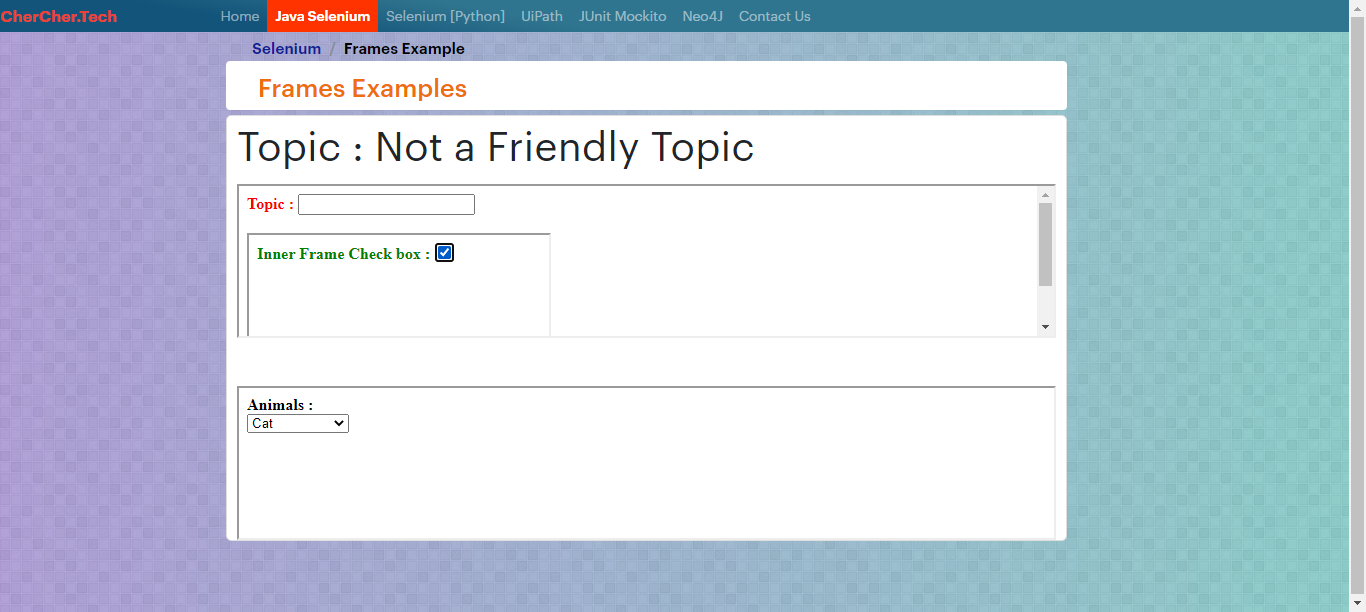 CherCher.Tech Home Java Selenium Selenium [Python] UiPath JUnit Mockito Neo4J Contact Us
Selenium / Frames Example
Frames Examples
Topic : Not a Friendly Topic
Topic :
Inner Frame Check box :
Animals :
Cat